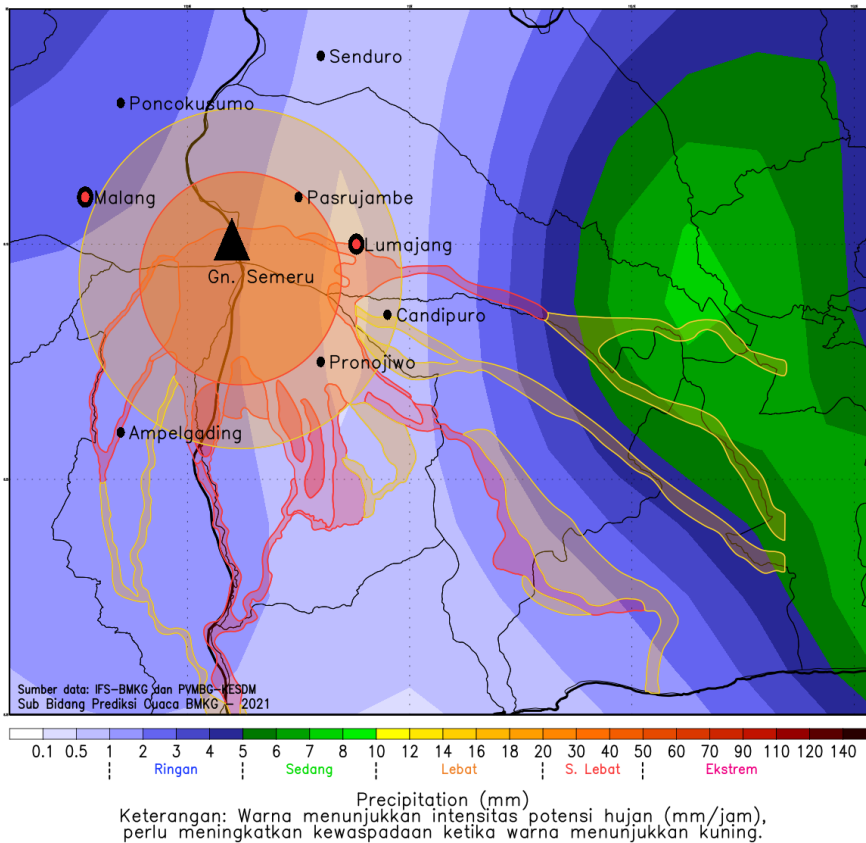 Senduro
Poncokusumo
Malang
Pasrujambe
Lumajang
Gn. Semeru
Candipuro
Pronojiwo
Ampelgading
Sumber data: IFS-BMKG dan PVMBG-KESDM
Sub Bidang Prediksi Cuaca BMKG - 2021
0.1 0.5 1 2 3 4 5 6 7 8 10 12 14 16 18 20 30 40 50 60 70 90 110 120 140
Ringan Sedang Lebat S. Lebat Ekstrem
Precipitation (mm)
Keterangan: Warna menunjukkan intensitas potensi hujan (mm/jam),
perlu meningkatkan kewaspadaan ketika warna menunjukkan kuning.